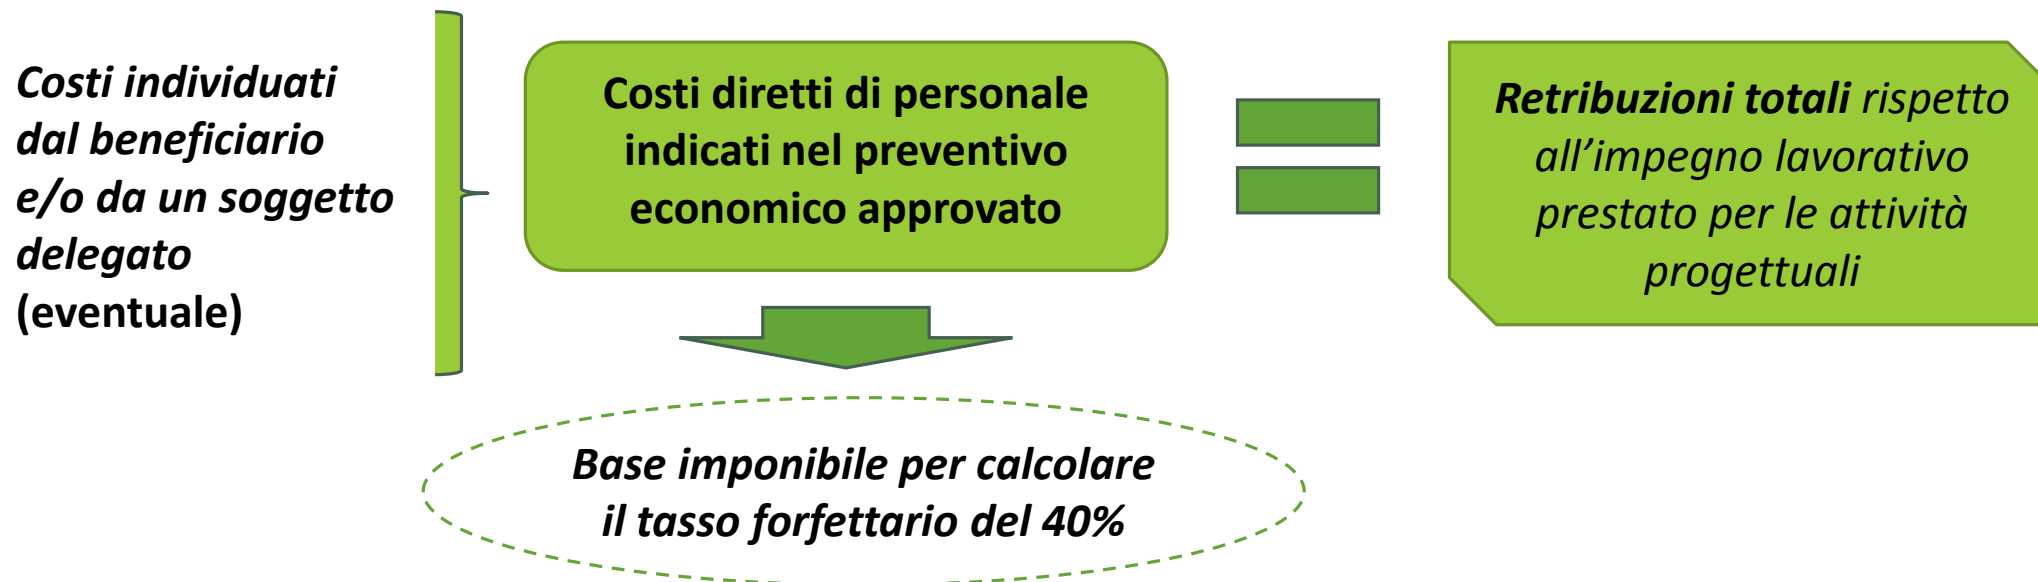 Costi individuati
dal beneficiario
e/o da un soggetto
delegato
(eventuale)
Costi diretti di personale
indicati nel preventivo
economico approvato
Retribuzioni totali rispetto
all’impegno lavorativo
prestato per le attività
progettuali
Base imponibile per calcolare
il tasso forfettario del 40%